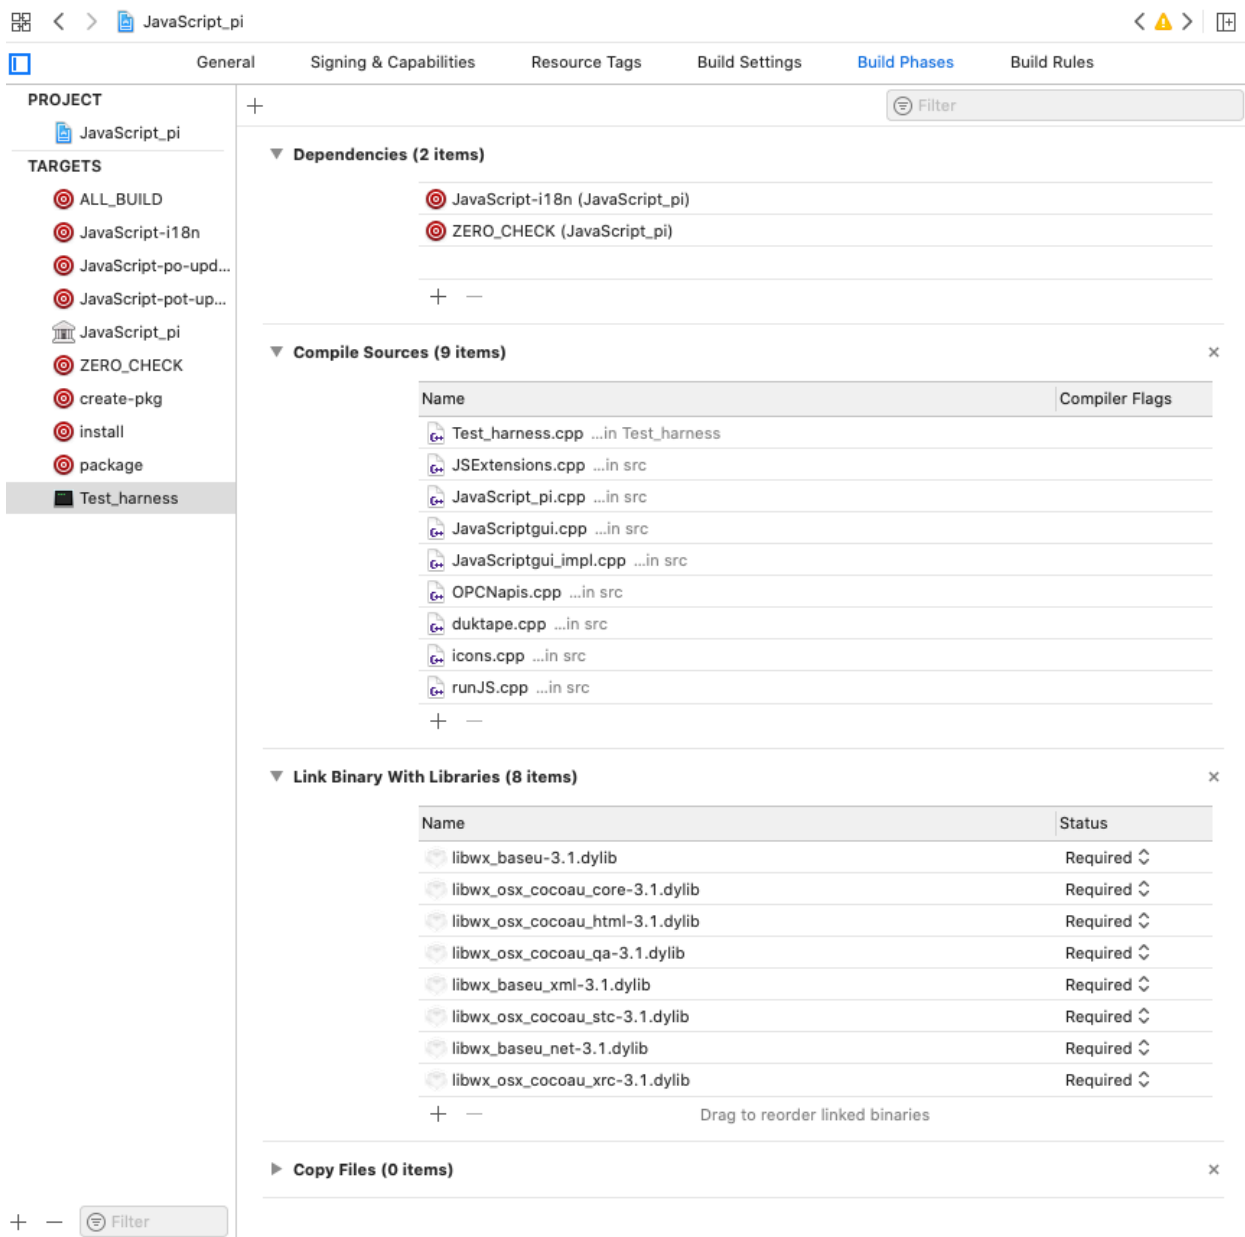 JavaScript_pi
General Signing & Capabilities Resource Tags Build Settings Build Phases Build Rules
PROJECT
JavaScript_pi
TARGETS
ALL_BUILD
JavaScript-i18n
JavaScript-po-upd...
JavaScript-pot-up...
JavaScript_pi
ZERO_CHECK
create-pkg
install
package
Test_harness
Filter
Filter
Dependencies (2 items)
JavaScript-i18n (JavaScript_pi)
ZERO_CHECK (JavaScript_pi)
Compile Sources (9 items)
Name Compiler Flags
Test_harness.cpp ...in Test_harness
JSExtensions.cpp ...in src
JavaScript_pi.cpp ...in src
JavaScriptgui.cpp ...in src
JavaScriptgui_impl.cpp ...in src
OPCNapis.cpp ...in src
duktape.cpp ...in src
icons.cpp ...in src
runJS.cpp ...in src
Link Binary With Libraries (8 items)
Name Status
libwx_baseu-3.1.dylib Required
libwx_osx_cocoau_core-3.1.dylib Required
libwx_osx_cocoau_html-3.1.dylib Required
libwx_osx_cocoau_qa-3.1.dylib Required
libwx_baseu_xml-3.1.dylib Required
libwx_osx_cocoau_stc-3.1.dylib Required
libwx_baseu_net-3.1.dylib Required
libwx_osx_cocoau_xrc-3.1.dylib Required
Drag to reorder linked binaries
Copy Files (0 items)